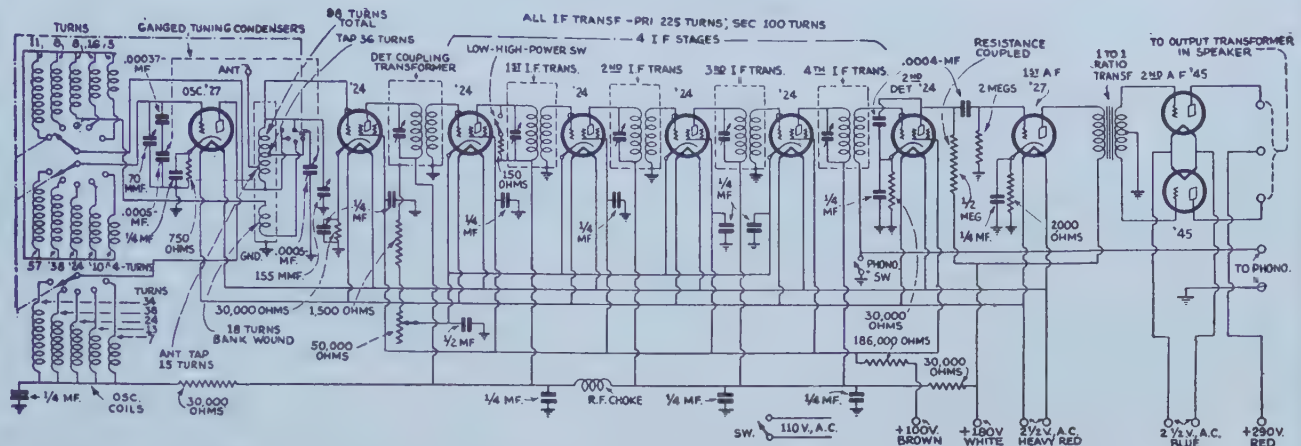 98 TURNS
TOTAL
TURNS
GANGED TUNING CONDENSERS
TAP 36 TURNS
ALL I F TRANSF - PRI 225 TURNS; SEC 100 TURNS
4 I F STAGES
11, 8, 8, 16, 5
.00037-
MF
ANT
OSC. '27
'24
DET COUPLING
TRANSFORMER
'24
LOW-HIGH-POWER SW
1ST I.F. TRANS.
'24
2ND I.F TRANS
'24
3RD I.F TRANS.
'24
4TH I.F TRANS.
.0004-MF
2ND
DET '24
RESISTANCE
COUPLED
2 MEGS
1ST A F
'27
1 TO 1
RATIO
TRANSF
2ND A F '45
TO OUTPUT TRANSFORMER
IN SPEAKER
70
MMF.
.0005-
MF.
1/4 MF
750
OHMS
GND.
.0005-
MF.
155 MMF.
1/4
MF
1/4
MF
150
OHMS
1/4
MF
1/4
MF
1/4
MF
1/2
MEG
1/4 MF.
2000
OHMS
'45
57 '38 '24 '10 '4-TURNS
TURNS
34
38
24
13
7
30,000 OHMS
1,500 OHMS
18 TURNS
BANK WOUND
ANT TAP
15 TURNS
50,000
OHMS
1/2 MF
PHONO.
SW
30,000
OHMS
186,000 OHMS
30,000
OHMS
TO PHONO.
1/4 MF.
OSC.
COILS
30,000
OHMS
1/4 MF.
R.F. CHOKE
1/4 MF.
1/4 MF.
SW.
110 V., A.C.
+100V.
BROWN
+180V
WHITE
2 1/2 V., A.C.
HEAVY RED
2 1/2 V., A.C.
BLUE
+290V.
RED